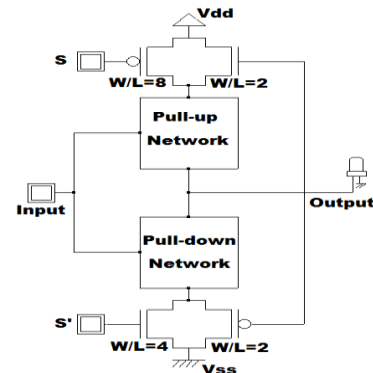 Vdd
S
W/L=8 W/L=2
Pull-up
Network
Input
Output
Pull-down
Network
S'
W/L=4 W/L=2
Vss